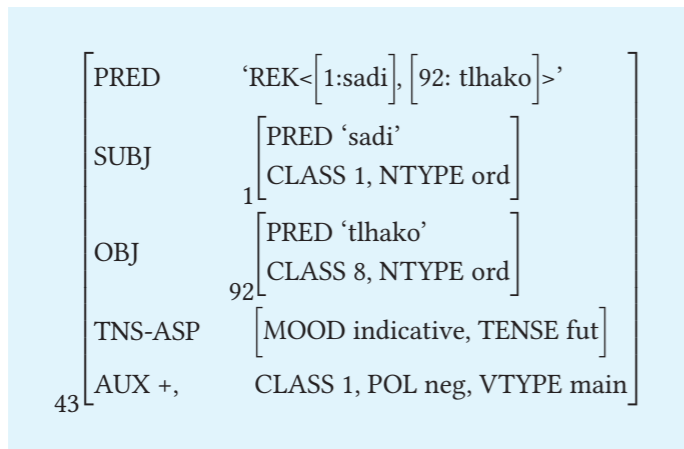 PRED ‘REK<[1:sadi], [92: tlhako]>’
SUBJ
PRED ‘sadi’
CLASS 1, NTYPE ord
1
OBJ
PRED ‘tlhako’
CLASS 8, NTYPE ord
92
TNS-ASP [MOOD indicative, TENSE fut]
AUX +, CLASS 1, POL neg, VTYPE main
43